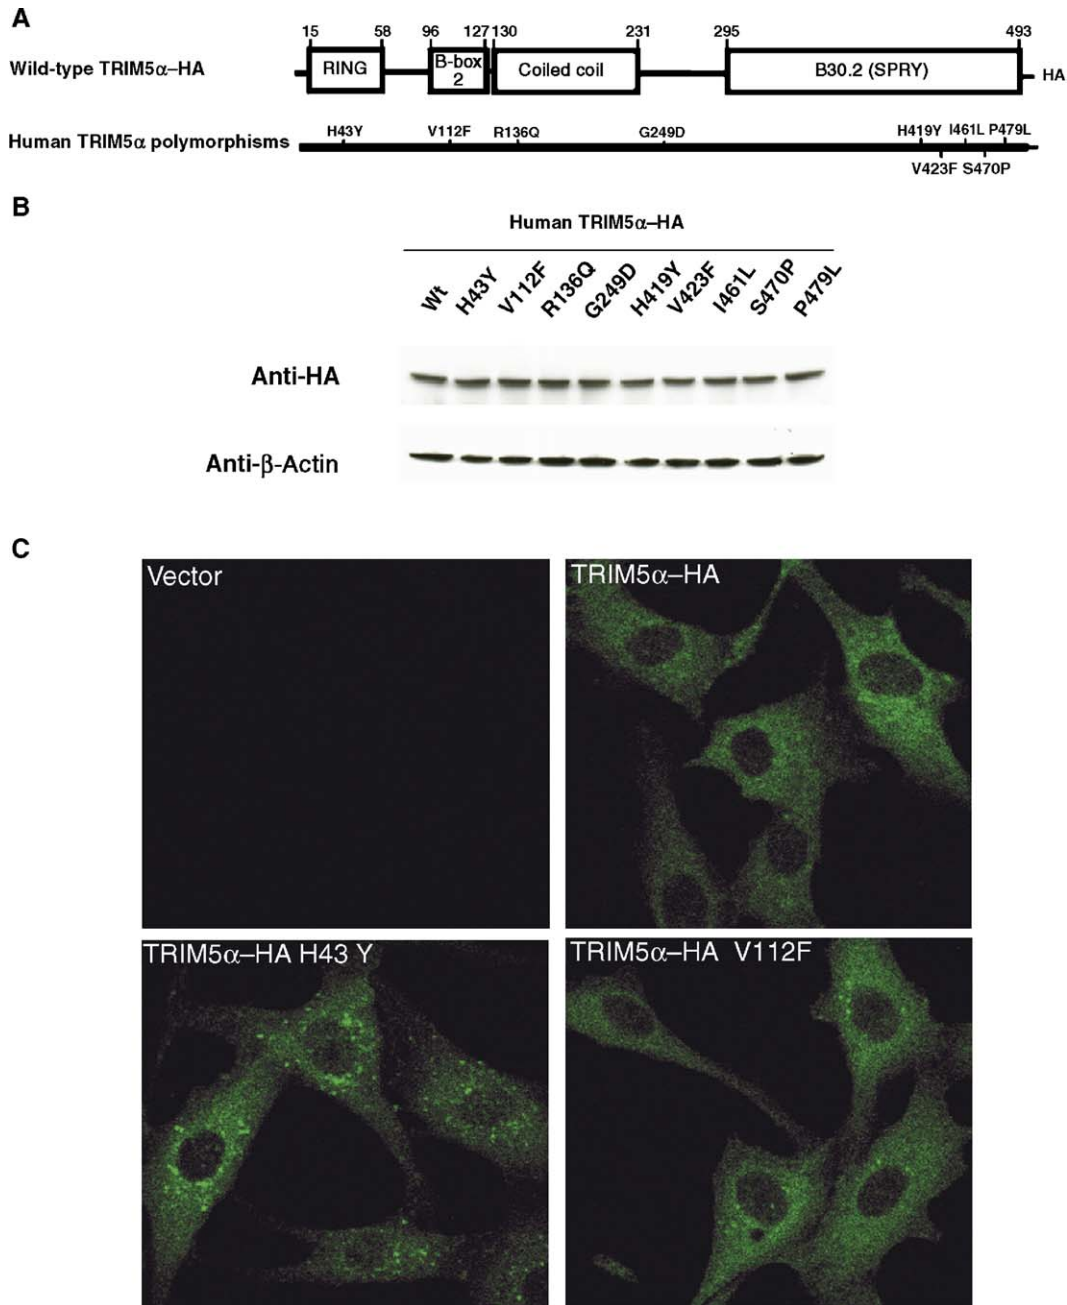 A
15 58 96 127 130 231 295 493
Wild-type TRIM5α–HA
RING
B-box
2
Coiled coil
B30.2 (SPRY)
HA
Human TRIM5α polymorphisms
H43Y V112F R136Q G249D H419Y I461L P479L
V423F S470P
B
Human TRIM5α–HA
Wt H43Y V112F R136Q G249D H419Y V423F I461L S470P P479L
Anti-HA
Anti-β-Actin
C
Vector
TRIM5α–HA
TRIM5α–HA H43 Y
TRIM5α–HA V112F